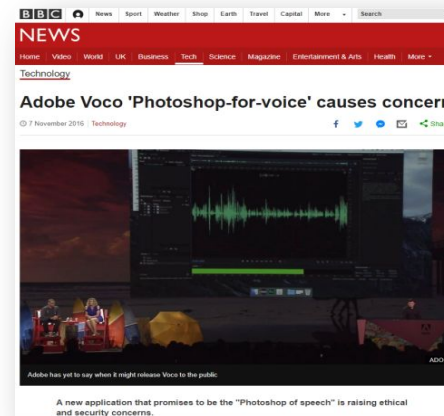 BBC News Sport Weather Shop Earth Travel Capital More Search
NEWS
Home Video World UK Business Tech Science Magazine Entertainment & Arts Health More
Technology
Adobe Voco 'Photoshop-for-voice' causes concern
7 November 2016 Technology Sha
ADO
Adobe has yet to say when it might release Voco to the public
A new application that promises to be the "Photoshop of speech" is raising ethical
and security concerns.